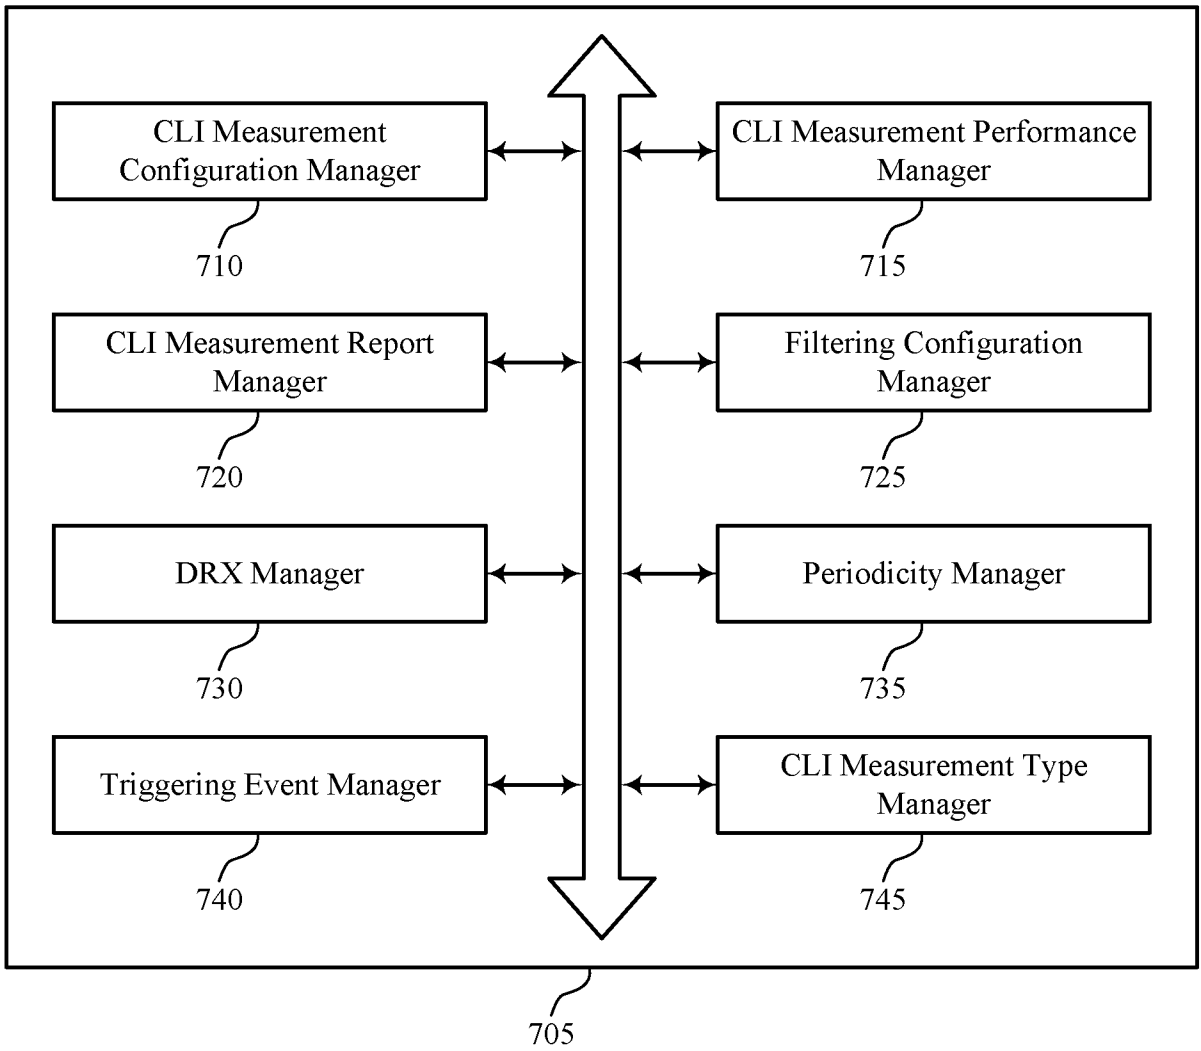 CLI Measurement
Configuration Manager
710
CLI Measurement Performance
Manager
715
CLI Measurement Report
Manager
720
Filtering Configuration
Manager
725
DRX Manager
730
Periodicity Manager
735
Triggering Event Manager
740
CLI Measurement Type
Manager
745
705